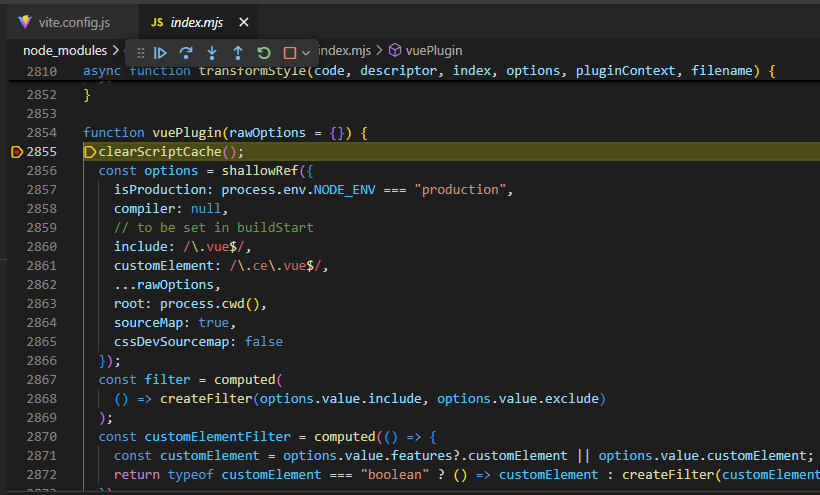 vite.config.js
JS index.mjs
node_modules
index.mjs > vuePlugin
2810 async function transformStyle(code, descriptor, index, options, pluginContext, filename) {
2852 }
2853
2854 function vuePlugin(rawOptions = {}) {
2855 clearScriptCache();
2856 const options = shallowRef({
2857 isProduction: process.env.NODE_ENV === "production",
2858 compiler: null,
2859 // to be set in buildStart
2860 include: /\.vue$/,
2861 customElement: /\.ce\.vue$/,
2862 ...rawOptions,
2863 root: process.cwd(),
2864 sourceMap: true,
2865 cssDevSourcemap: false
2866 });
2867 const filter = computed(
2868 () => createFilter(options.value.include, options.value.exclude)
2869 );
2870 const customElementFilter = computed(() => {
2871 const customElement = options.value.features?.customElement || options.value.customElement;
2872 return typeof customElement === "boolean" ? () => customElement : createFilter(customElement